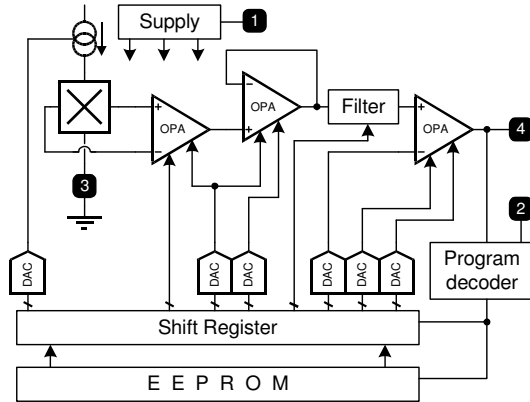 Supply
1
+
−
OPA
−
+
OPA
Filter
+
−
OPA
4
3
2
DAC
DAC
DAC
DAC
DAC
DAC
Program
decoder
Shift Register
E E P R O M